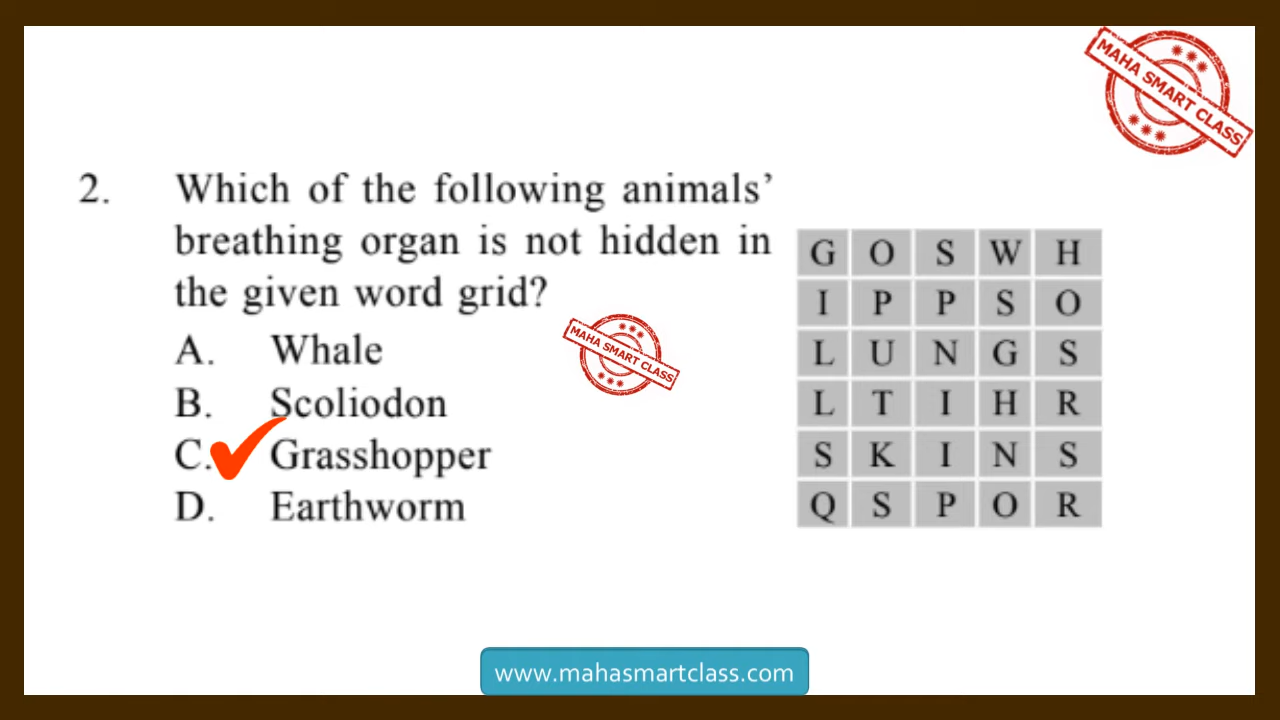 MAHA SMART CLASS
2. Which of the following animals’
breathing organ is not hidden in
the given word grid?
A. Whale
B. Scoliodon
C. Grasshopper
D. Earthworm
MAHA SMART CLASS
G O S W H
I P P S O
L U N G S
L T I H R
S K I N S
Q S P O R
www.mahasmartclass.com